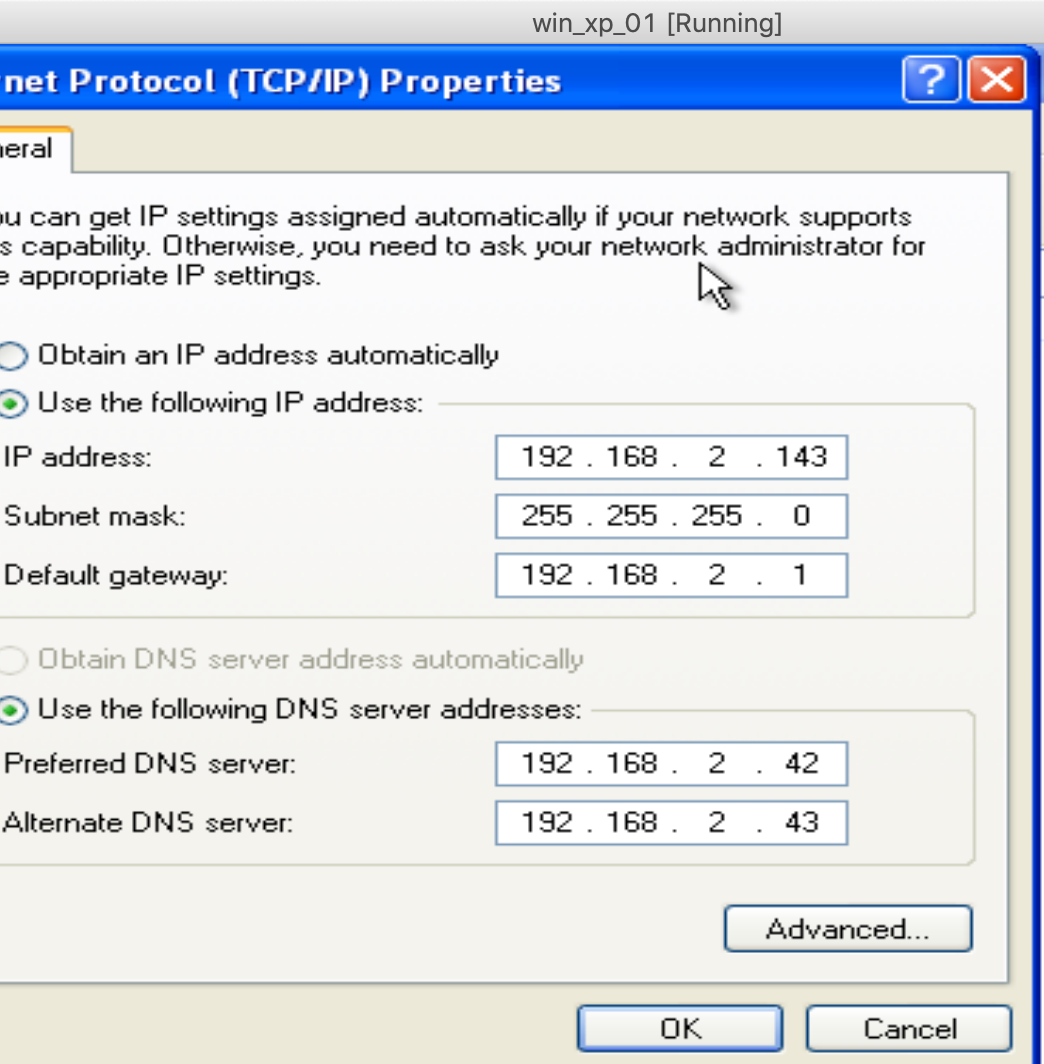 win_xp_01 [Running]
rnet Protocol (TCP/IP) Properties
?
neral
ou can get IP settings assigned automatically if your network supports
s capability. Otherwise, you need to ask your network administrator for
e appropriate IP settings.
Obtain an IP address automatically
Use the following IP address:
IP address: 192 . 168 . 2 . 143
Subnet mask: 255 . 255 . 255 . 0
Default gateway: 192 . 168 . 2 . 1
Obtain DNS server address automatically
Use the following DNS server addresses:
Preferred DNS server: 192 . 168 . 2 . 42
Alternate DNS server: 192 . 168 . 2 . 43
Advanced...
OK Cancel